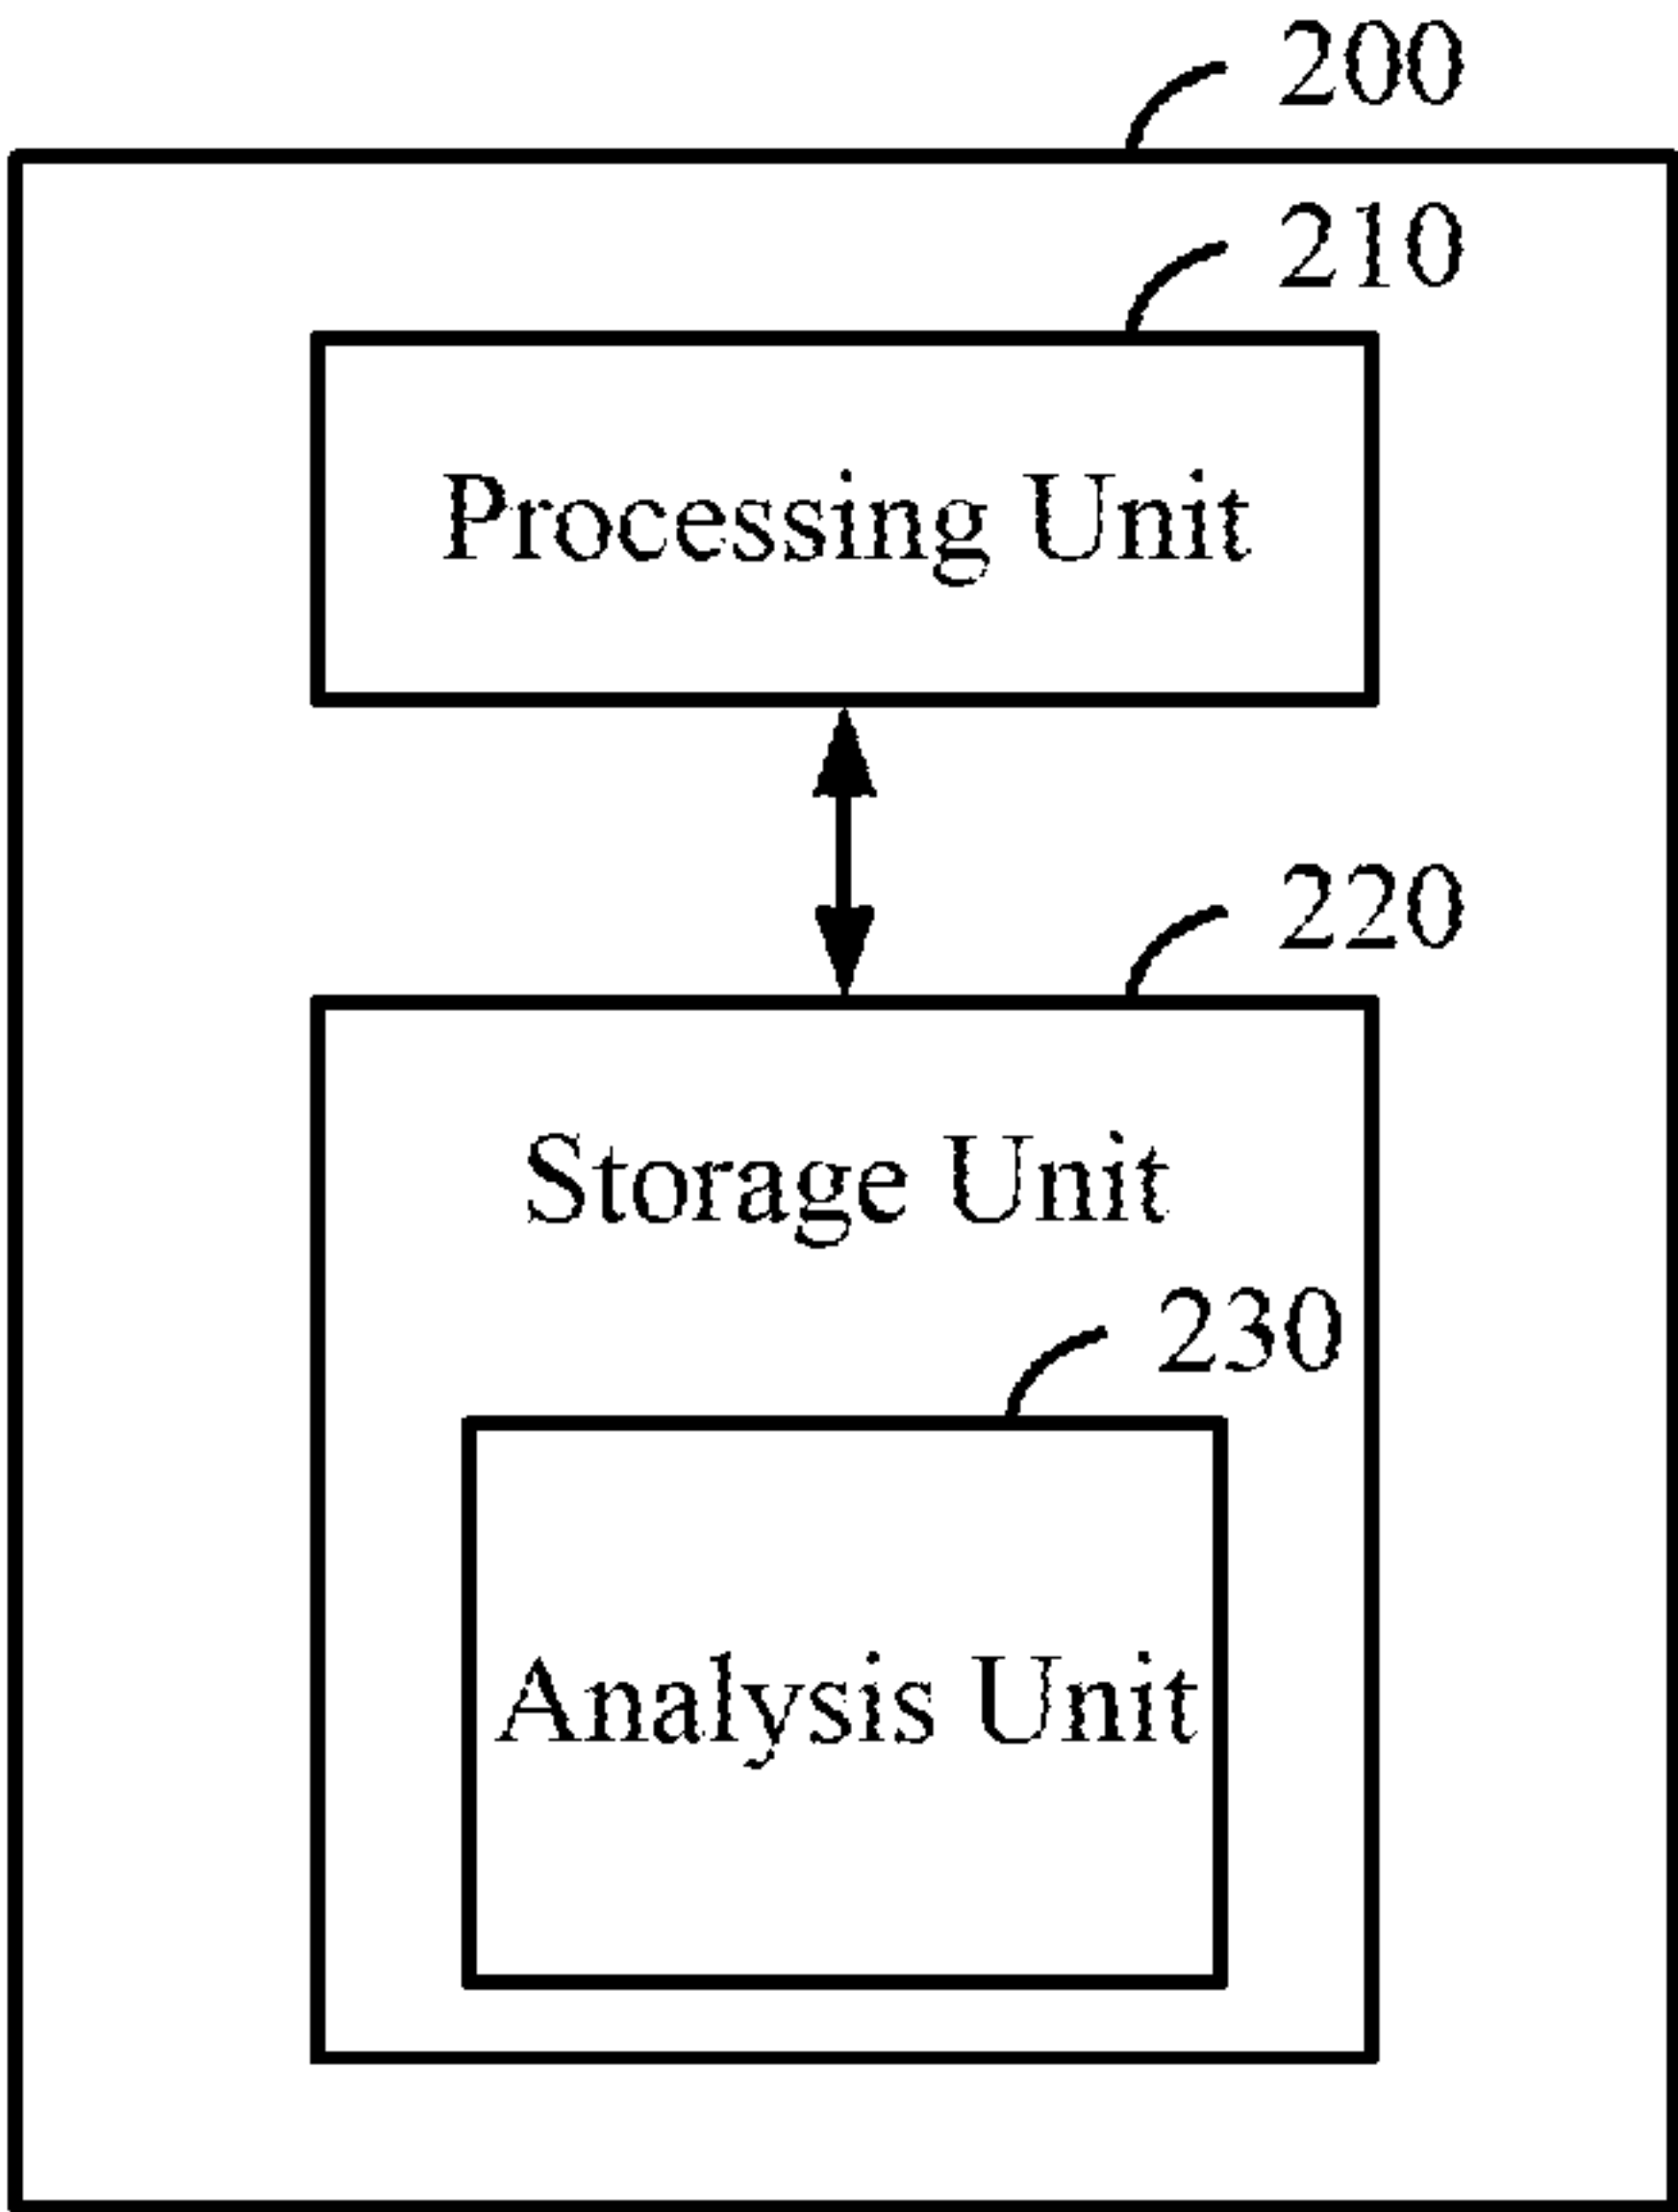 200
210
Processing Unit
220
Storage Unit
230
Analysis Unit